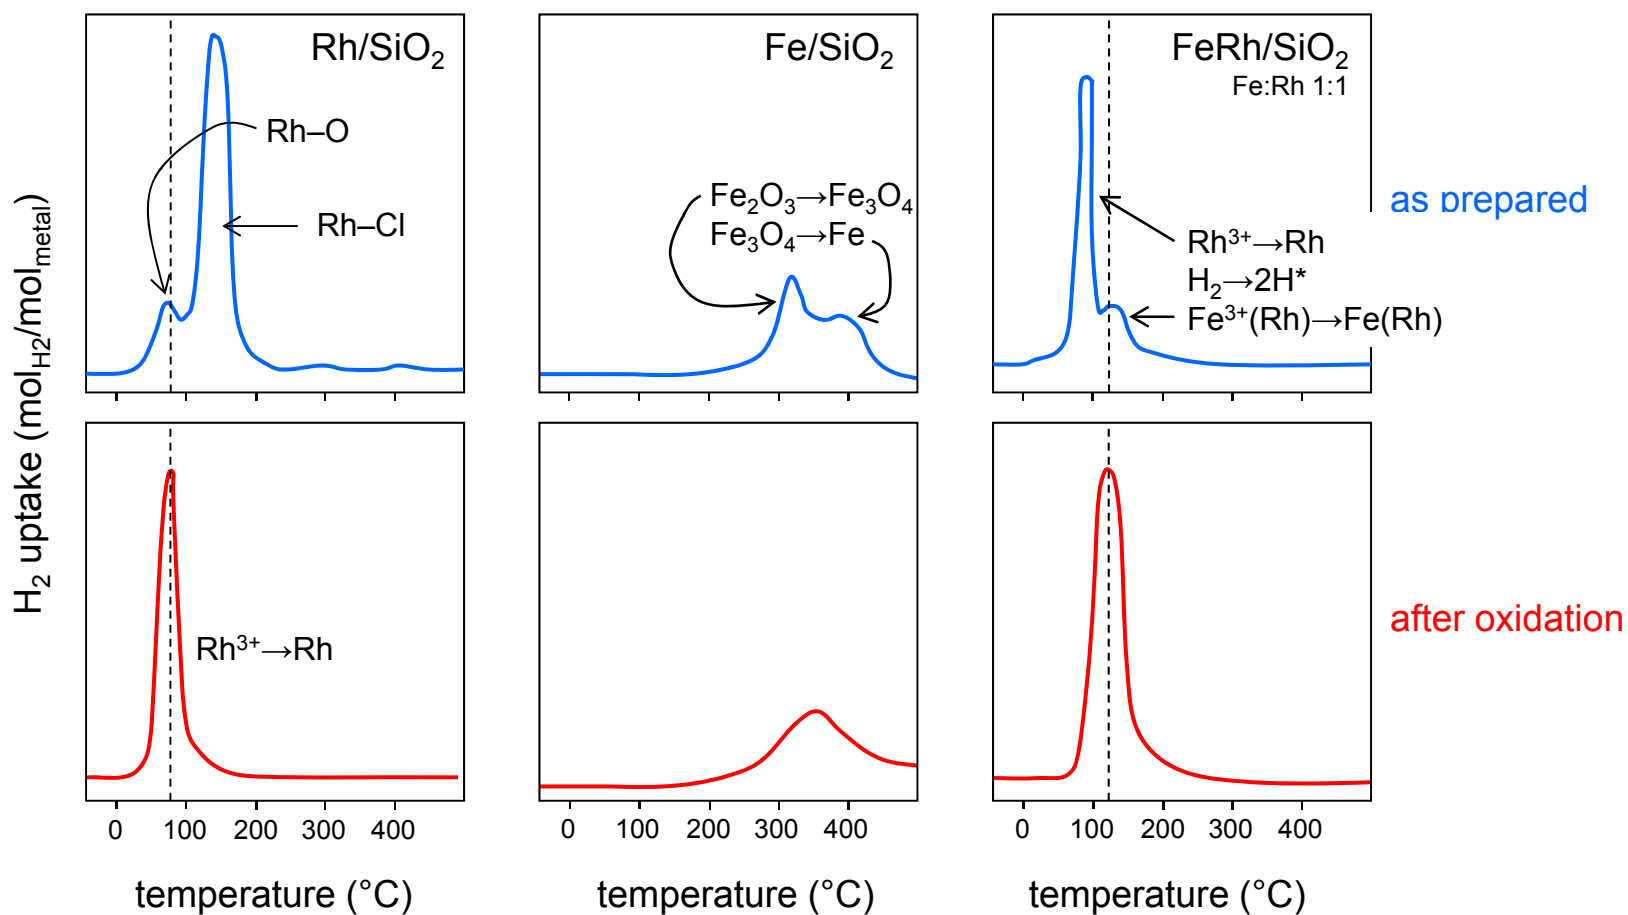 Rh/SiO₂
Rh–O
Rh–Cl
Fe/SiO₂
Fe₂O₃→Fe₃O₄
Fe₃O₄→Fe
FeRh/SiO₂
Fe:Rh 1:1
Rh³⁺→Rh
H₂→2H*
Fe³⁺(Rh)→Fe(Rh)
as prepared
H₂ uptake (mol_H2/mol_metal)
Rh³⁺→Rh
after oxidation
0 100 200 300 400
0 100 200 300 400
0 100 200 300 400
temperature (°C)
temperature (°C)
temperature (°C)